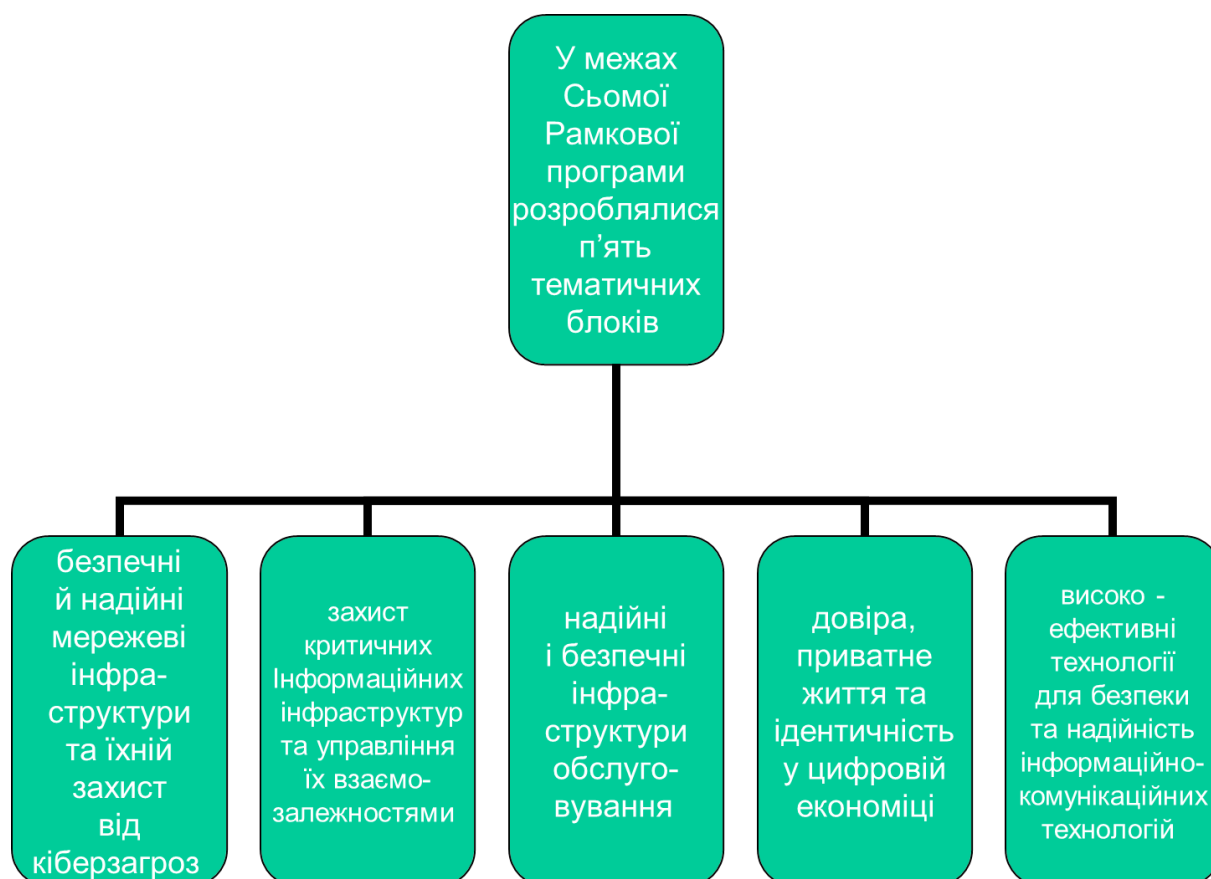 У межах
Сьомої
Рамкової
програми
розроблялися
п’ять
тематичних
блоків
безпечні
й надійні
мережеві
інфра-
структури
та їхній
захист
від
кіберзагроз
захист
критичних
Інформаційних
інфраструктур
та управління
їх взаємо-
залежностями
надійні
і безпечні
інфра-
структури
обслуго-
вування
довіра,
приватне
життя та
ідентичність
у цифровій
економіці
високо -
ефективні
технології
для безпеки
та надійність
інформаційно-
комунікаційних
технологій